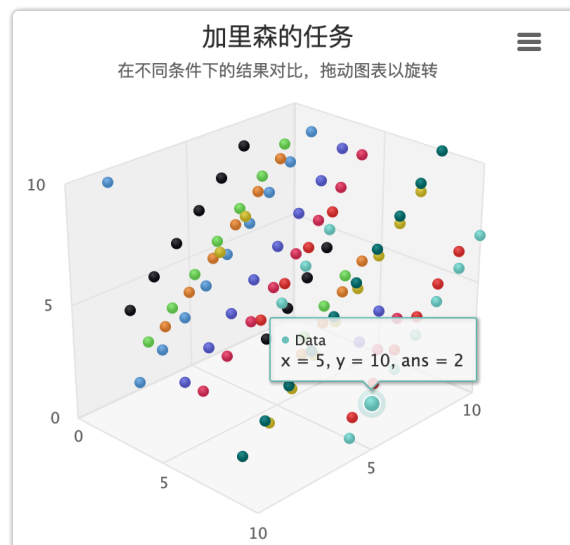 加里森的任务
在不同条件下的结果对比，拖动图表以旋转
10
5
Data
x = 5, y = 10, ans = 2
0
0
10
5
5
10